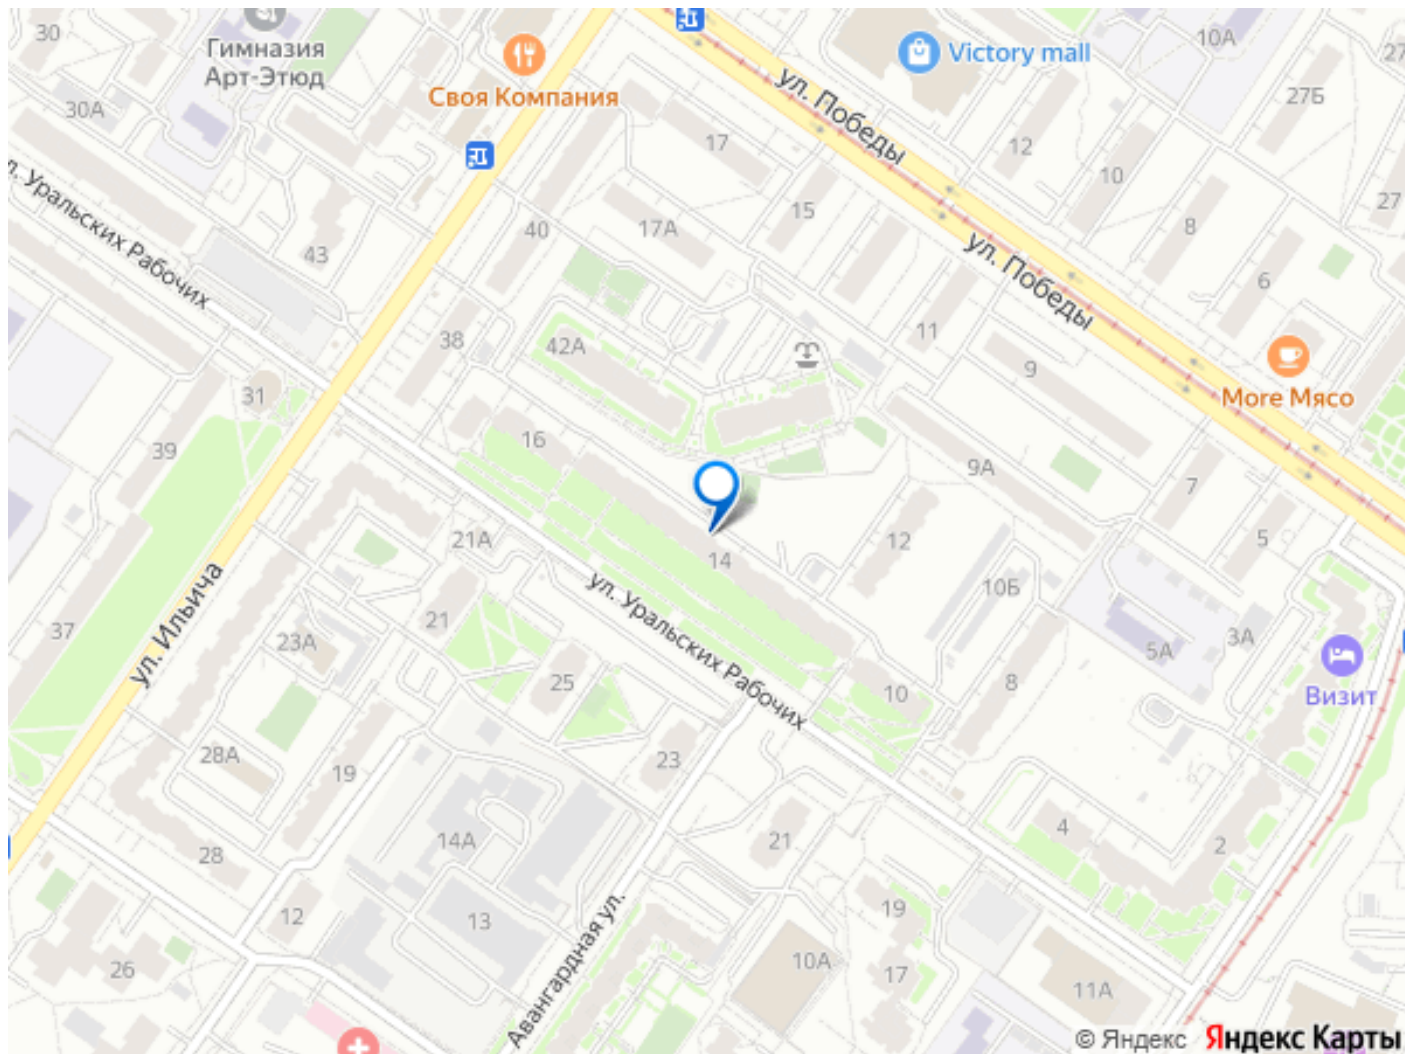 30
Гимназия
Арт-Этюд
Своя Компания
Victory mall
10А
27
27Б
30А
ул. Победы
17
12
10
15
8
27
л. Уральских Рабочих
43
40
17А
ул. Победы
6
38
42А
11
9
31
More Мясо
39
16
9А
7
21А
14
12
5
ул. Ильича
ул. Уральских Рабочих
10Б
37
23А
21
5А
3А
25
10
8
Визит
28А
19
23
14А
21
4
2
28
12
13
Авангардная ул.
19
26
10А
17
11А
© Яндекс Яндекс Карты